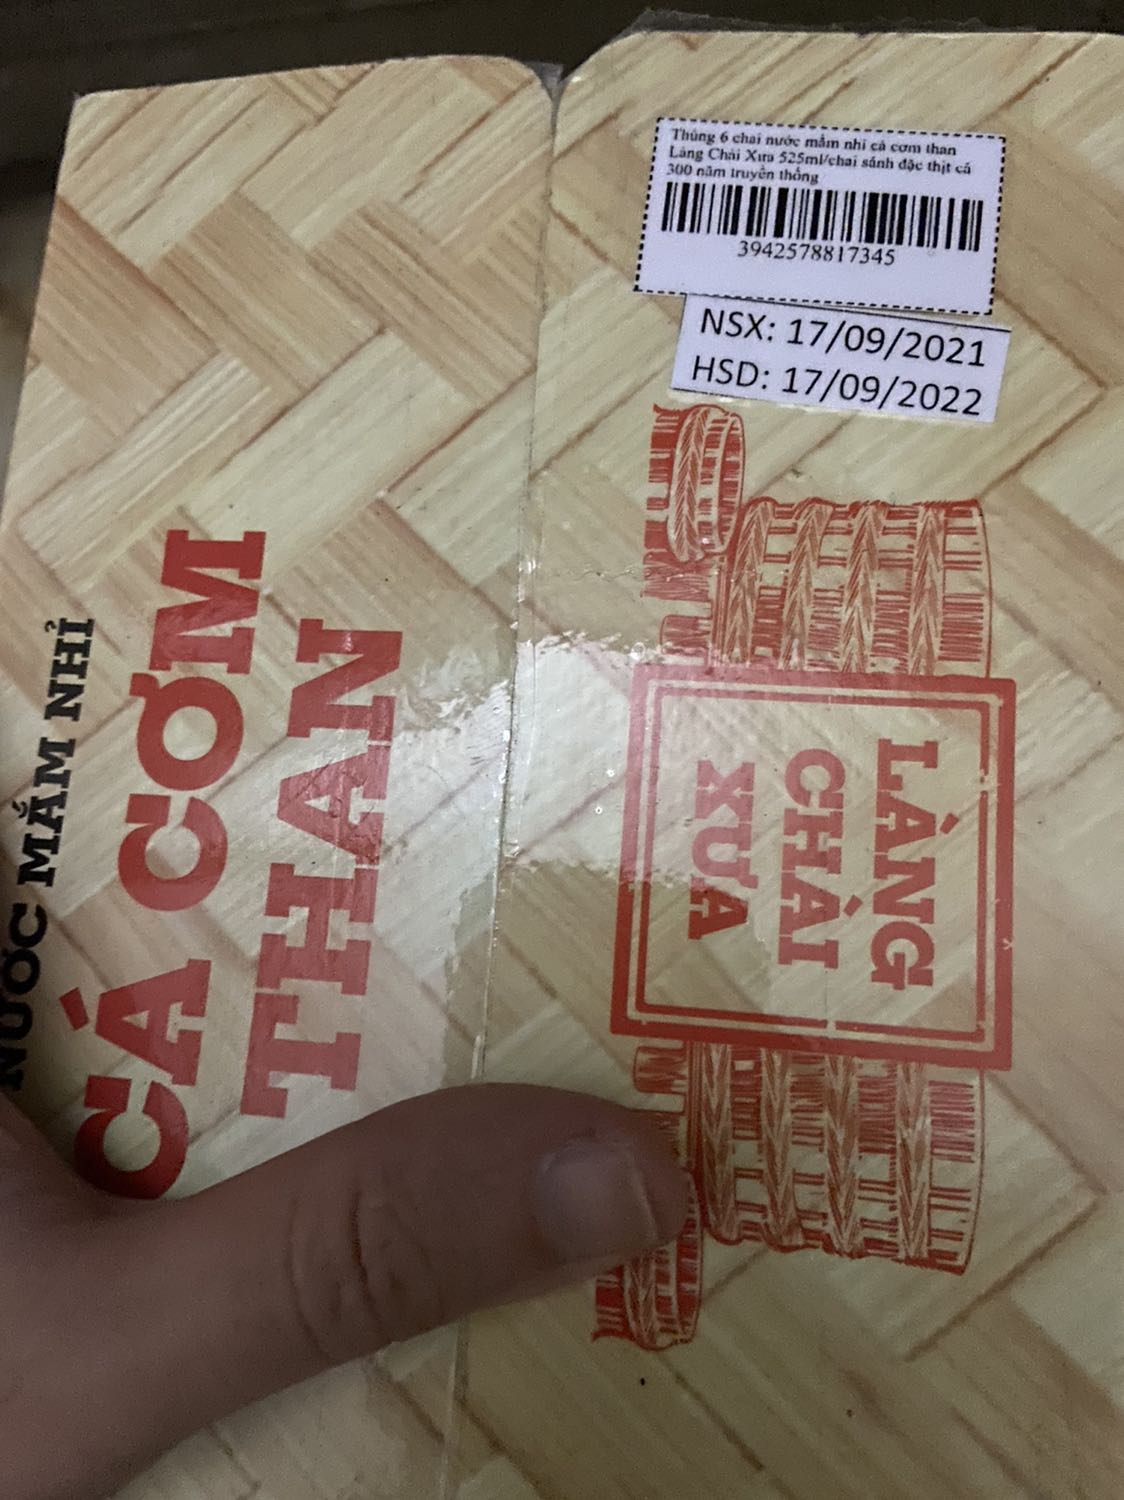 Thùng 6 chai nước mắm nhỉ cá cơm than
Làng Chài Xưa 525ml/chai sánh đặc thịt cá
300 năm truyền thống
3942578817345
NSX: 17/09/2021
HSD: 17/09/2022
NƯỚC MẮM NHỈ
CÁ CƠM
THAN
LÀNG
CHÀI
XƯA